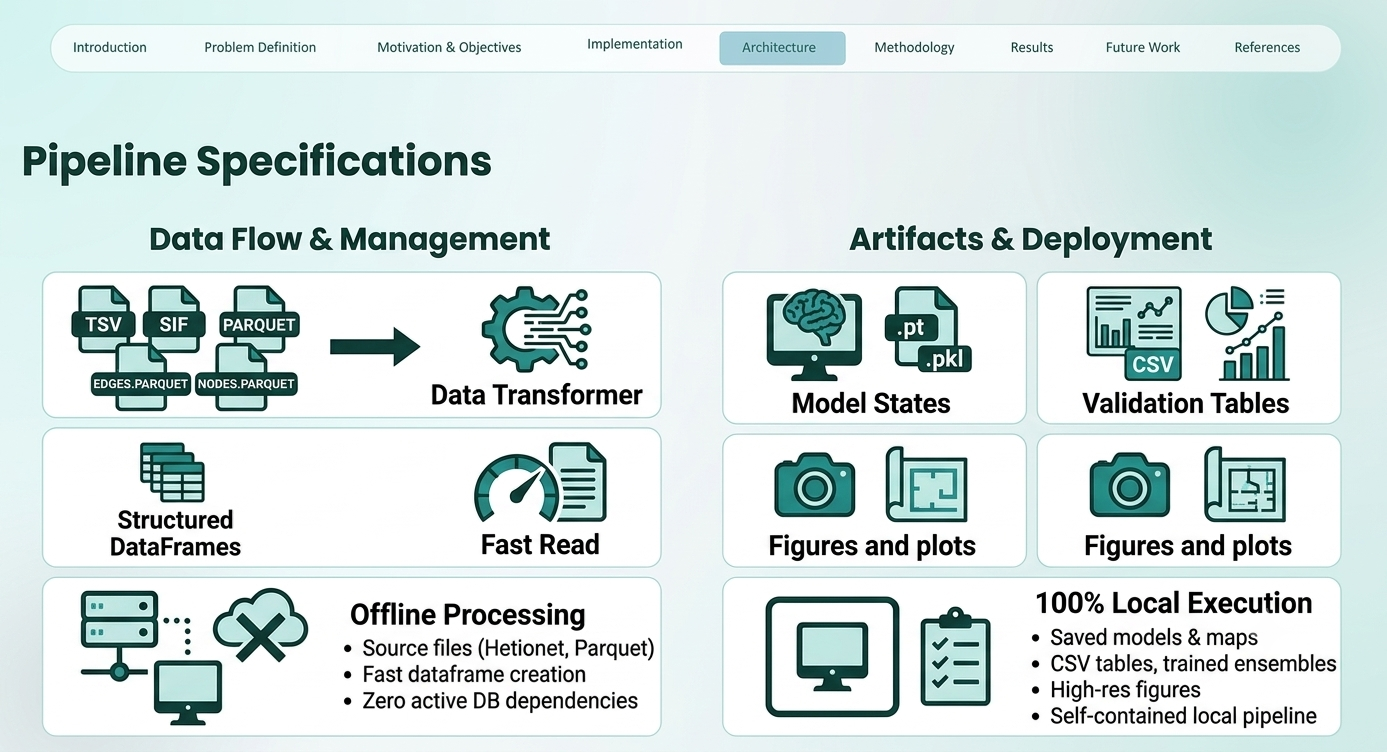 Introduction
Problem Definition
Motivation & Objectives
Implementation
Architecture
Methodology
Results
Future Work
References
Pipeline Specifications
Data Flow & Management
TSV
SIF
PARQUET
EDGES.PARQUET
NODES.PARQUET
Data Transformer
Structured
DataFrames
Fast Read
Offline Processing
• Source files (Hetionet, Parquet)
• Fast dataframe creation
• Zero active DB dependencies
Artifacts & Deployment
.pt
.pkl
Model States
CSV
Validation Tables
Figures and plots
Figures and plots
100% Local Execution
• Saved models & maps
• CSV tables, trained ensembles
• High-res figures
• Self-contained local pipeline